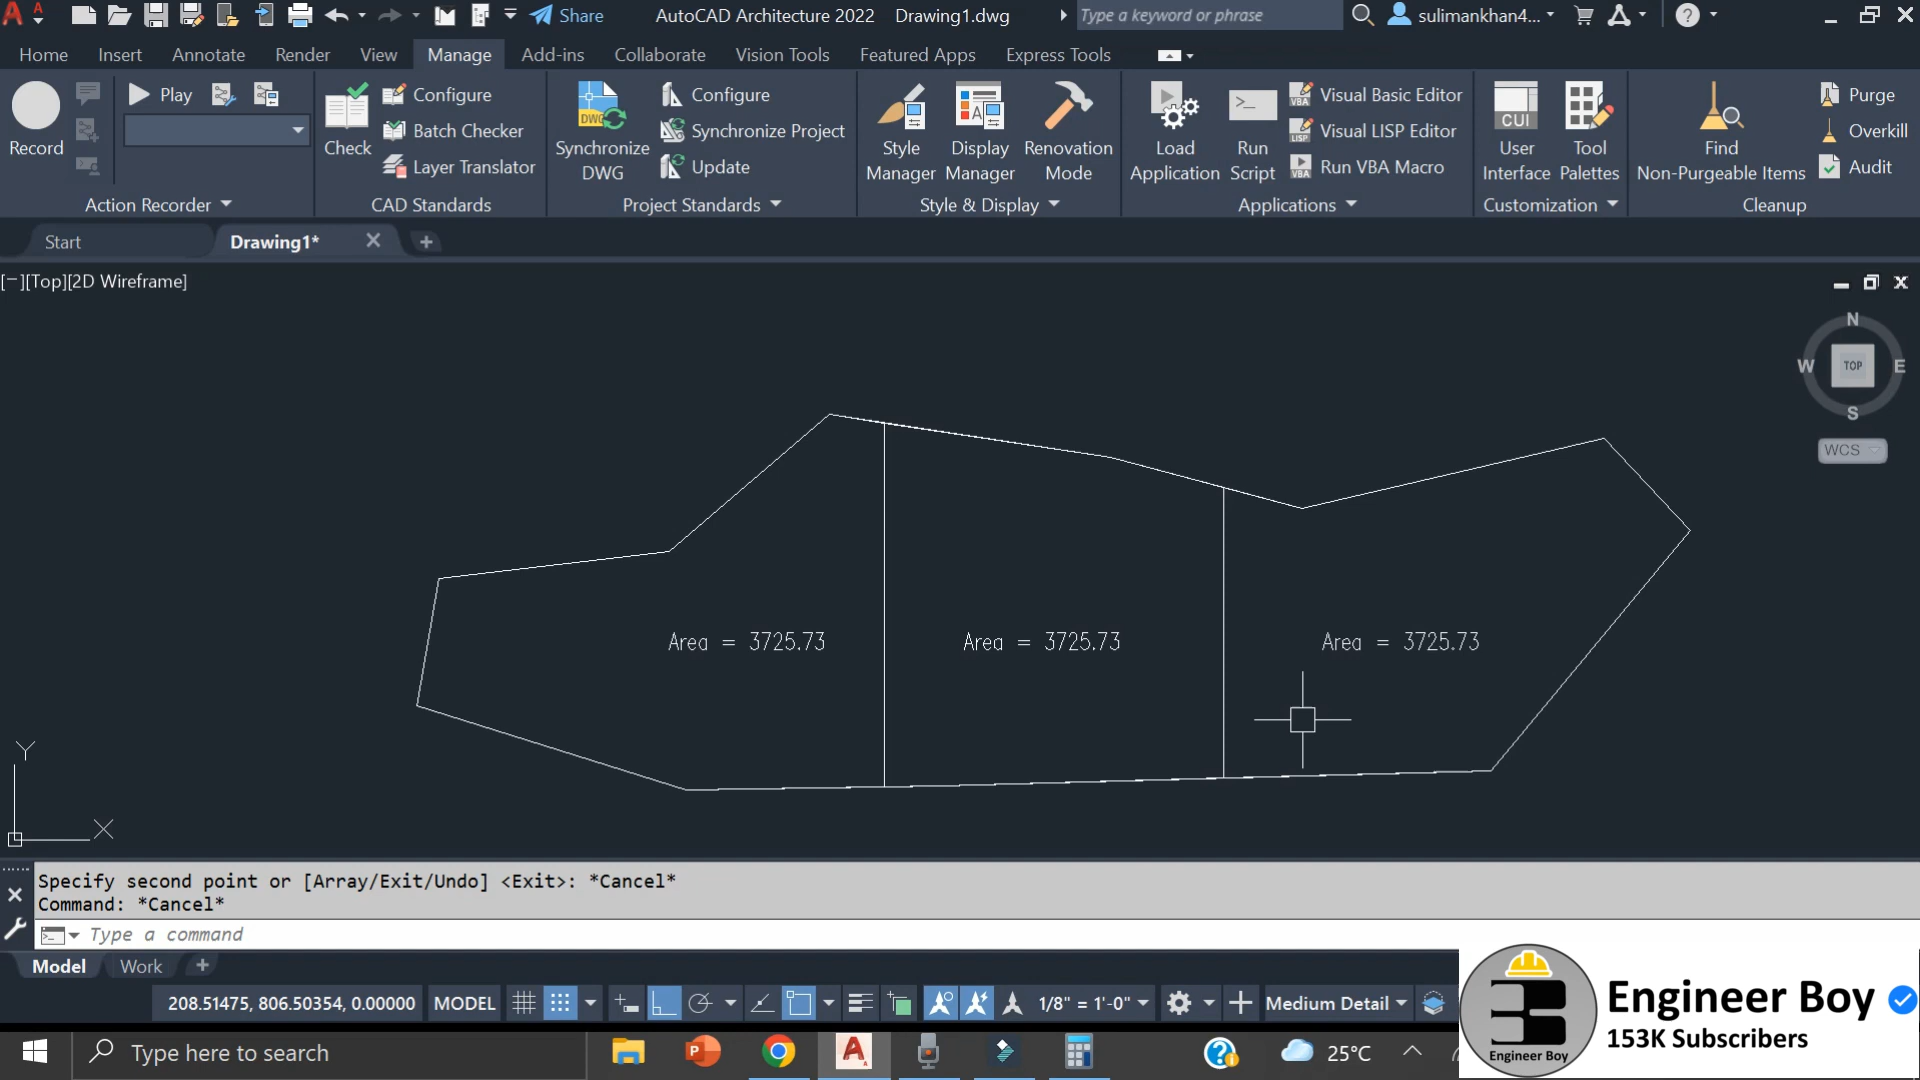 Share
AutoCAD Architecture 2022 Drawing1.dwg
Type a keyword or phrase
sulimankhan4...
Home Insert Annotate Render View Manage Add-ins Collaborate Vision Tools Featured Apps Express Tools
Record
Play
Action Recorder
Check
Configure
Batch Checker
Layer Translator
CAD Standards
DWG
Synchronize
DWG
Configure
Synchronize Project
Update
Project Standards
Style
Manager
Display
Manager
Renovation
Mode
Style & Display
Load
Application
Run
Script
VBA Visual Basic Editor
LISP Visual LISP Editor
VBA Run VBA Macro
Applications
CUI
User
Interface
Tool
Palettes
Customization
Find
Non-Purgeable Items
Purge
Overkill
Audit
Cleanup
Start Drawing1*
[−][Top][2D Wireframe]
N
W TOP E
S
WCS
Area = 3725.73 Area = 3725.73 Area = 3725.73
Y
X
Specify second point or [Array/Exit/Undo] <Exit>: *Cancel*
Command: *Cancel*
Type a command
Model Work
208.51475, 806.50354, 0.00000 MODEL 1/8" = 1'-0" Medium Detail
Type here to search
25°C
Engineer Boy
Engineer Boy
153K Subscribers